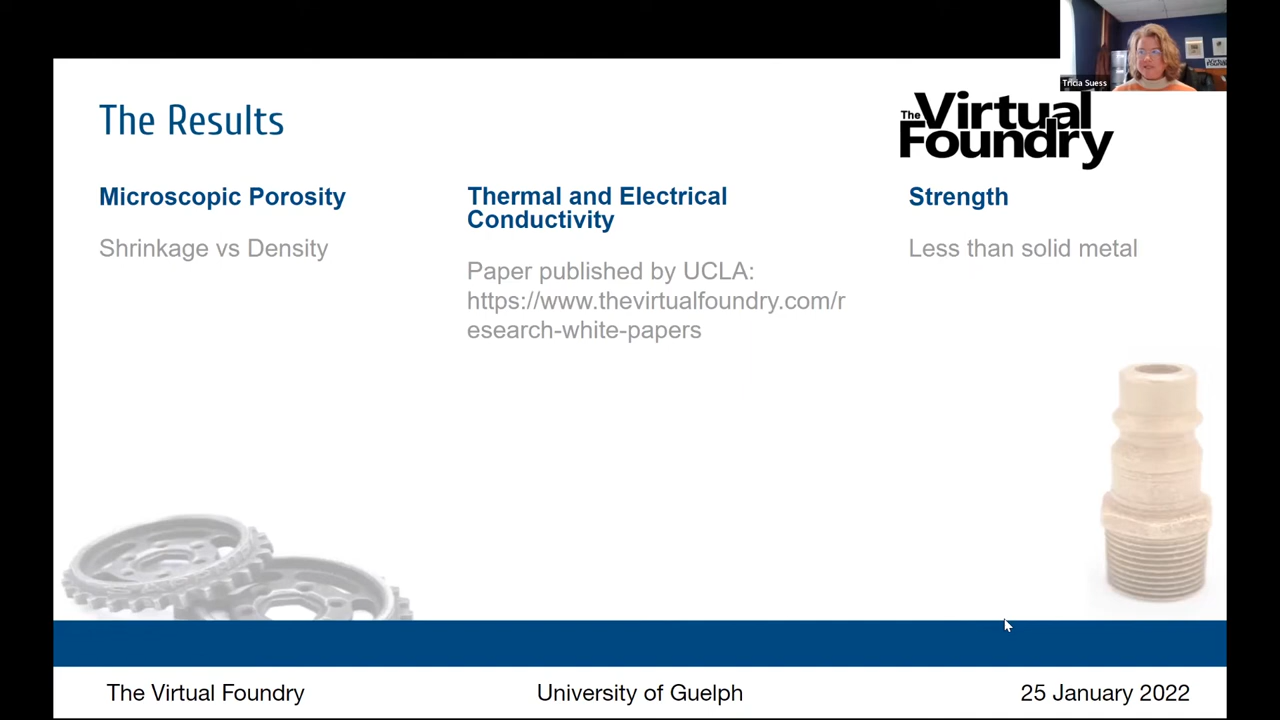 Tricia Suess
The Results
The Virtual
Foundry
Microscopic Porosity
Shrinkage vs Density
Thermal and Electrical
Conductivity
Paper published by UCLA:
https://www.thevirtualfoundry.com/r
esearch-white-papers
Strength
Less than solid metal
The Virtual Foundry
University of Guelph
25 January 2022